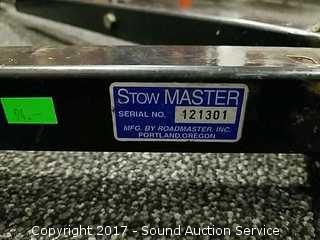 STOW MASTER
SERIAL NO. 121301
MFG. BY ROADMASTER, INC.
PORTLAND, OREGON
Copyright 2017 - Sound Auction Service